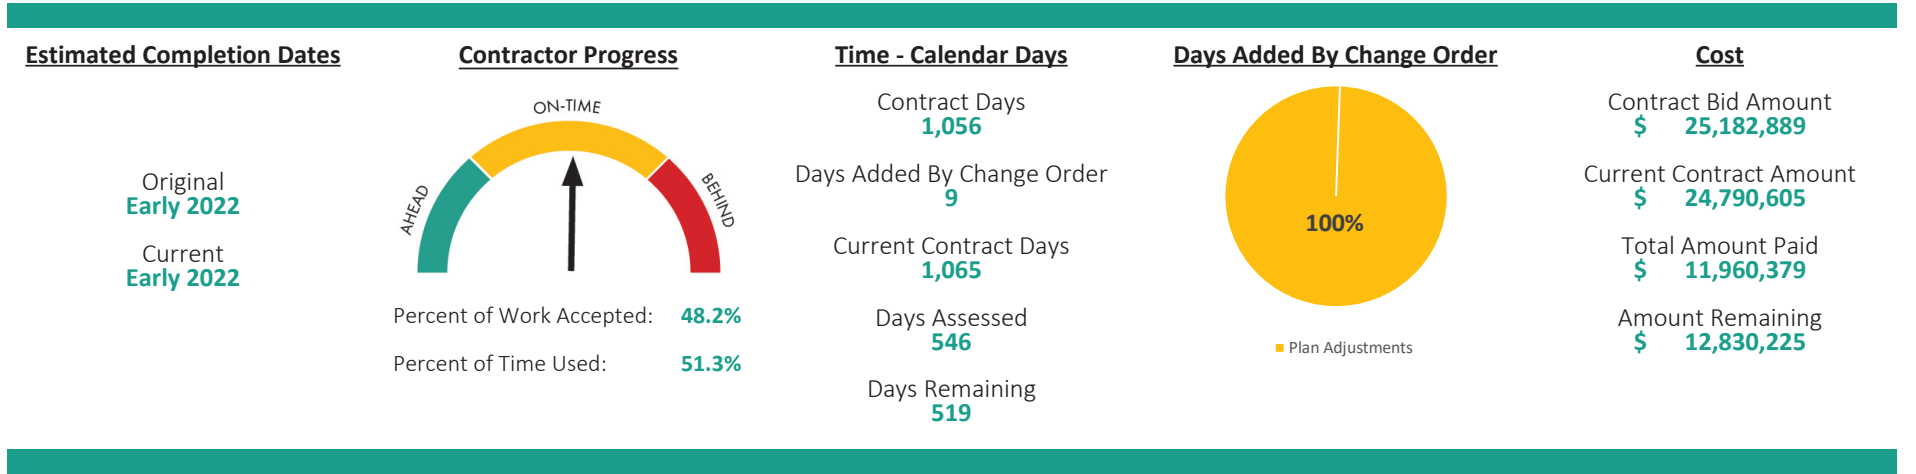 Estimated Completion Dates
Original
Early 2022
Current
Early 2022
Contractor Progress
ON-TIME
AHEAD
BEHIND
Percent of Work Accepted: 48.2%
Percent of Time Used: 51.3%
Time - Calendar Days
Contract Days
1,056
Days Added By Change Order
9
Current Contract Days
1,065
Days Assessed
546
Days Remaining
519
Days Added By Change Order
100%
Plan Adjustments
Cost
Contract Bid Amount
$ 25,182,889
Current Contract Amount
$ 24,790,605
Total Amount Paid
$ 11,960,379
Amount Remaining
$ 12,830,225